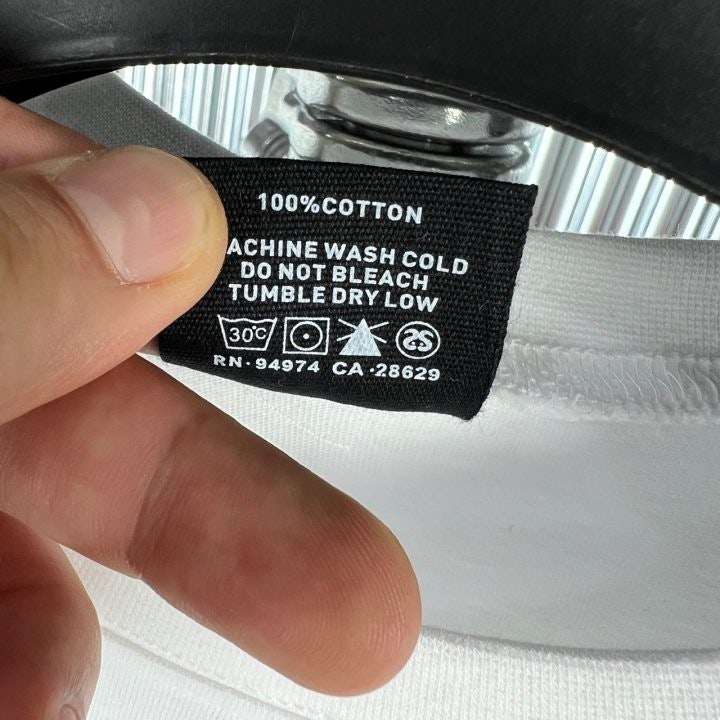 100%COTTON
ACHINE WASH COLD
DO NOT BLEACH
TUMBLE DRY LOW
30°C
RN·94974 CA·28629